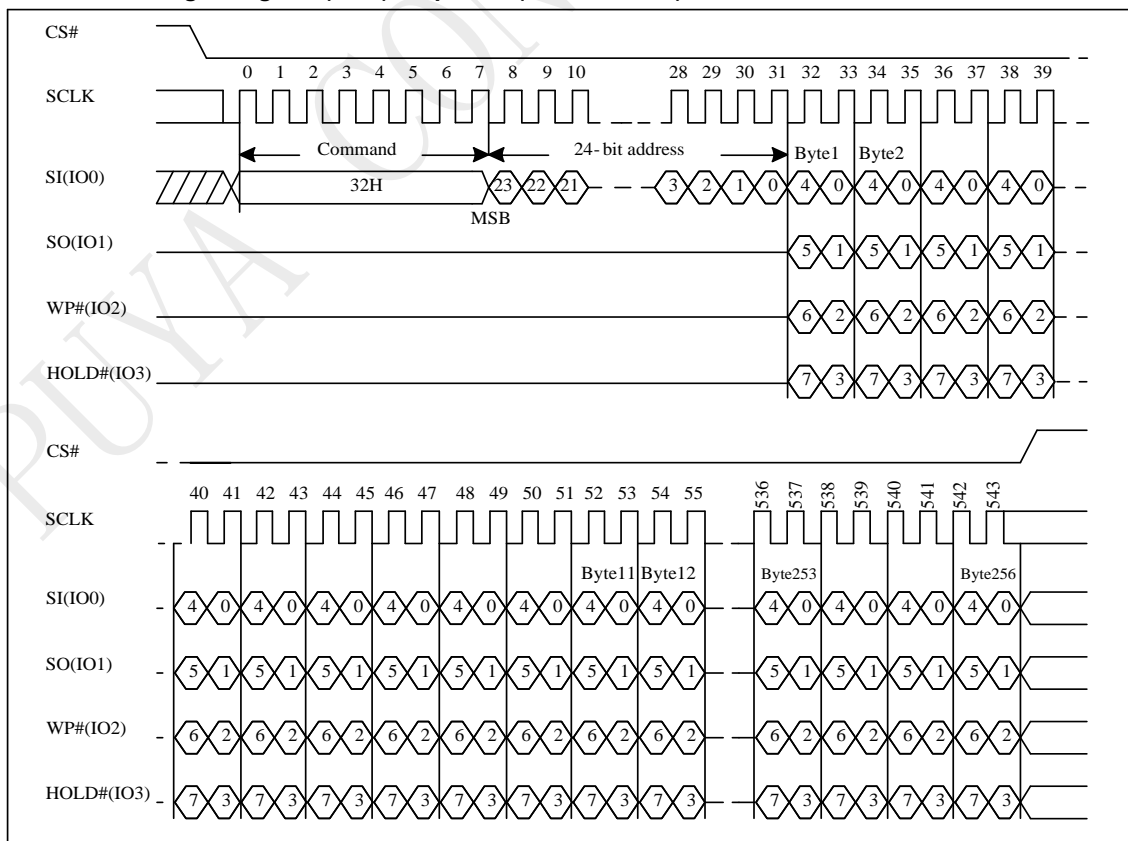 CS#
0 1 2 3 4 5 6 7 8 9 10 28 29 30 31 32 33 34 35 36 37 38 39
SCLK
Command 24-bit address Byte1 Byte2
SI(IO0) 32H 23 22 21 3 2 1 0 4 0 4 0 4 0 4 0
MSB
SO(IO1) 5 1 5 1 5 1 5 1
WP#(IO2) 6 2 6 2 6 2 6 2
HOLD#(IO3) 7 3 7 3 7 3 7 3
CS#
40 41 42 43 44 45 46 47 48 49 50 51 52 53 54 55 536 537 538 539 540 541 542 543
SCLK
Byte11 Byte12 Byte253 Byte256
SI(IO0) 4 0 4 0 4 0 4 0 4 0 4 0 4 0 4 0 4 0 4 0 4 0 4 0
SO(IO1) 5 1 5 1 5 1 5 1 5 1 5 1 5 1 5 1 5 1 5 1 5 1 5 1
WP#(IO2) 6 2 6 2 6 2 6 2 6 2 6 2 6 2 6 2 6 2 6 2 6 2 6 2
HOLD#(IO3) 7 3 7 3 7 3 7 3 7 3 7 3 7 3 7 3 7 3 7 3 7 3 7 3
PUYA